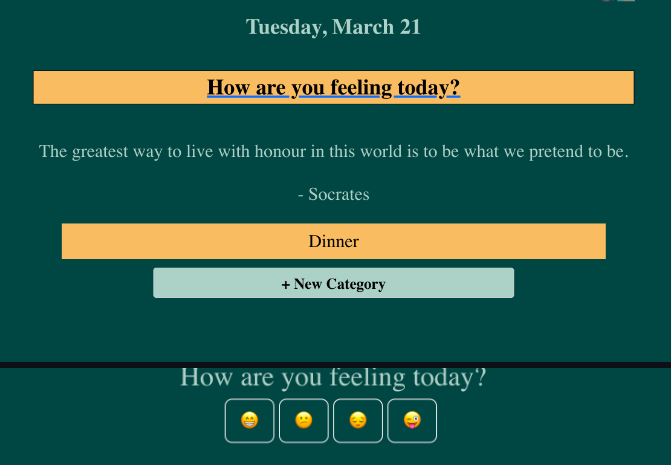 Tuesday, March 21
How are you feeling today?
The greatest way to live with honour in this world is to be what we pretend to be.
- Socrates
Dinner
+ New Category
How are you feeling today?